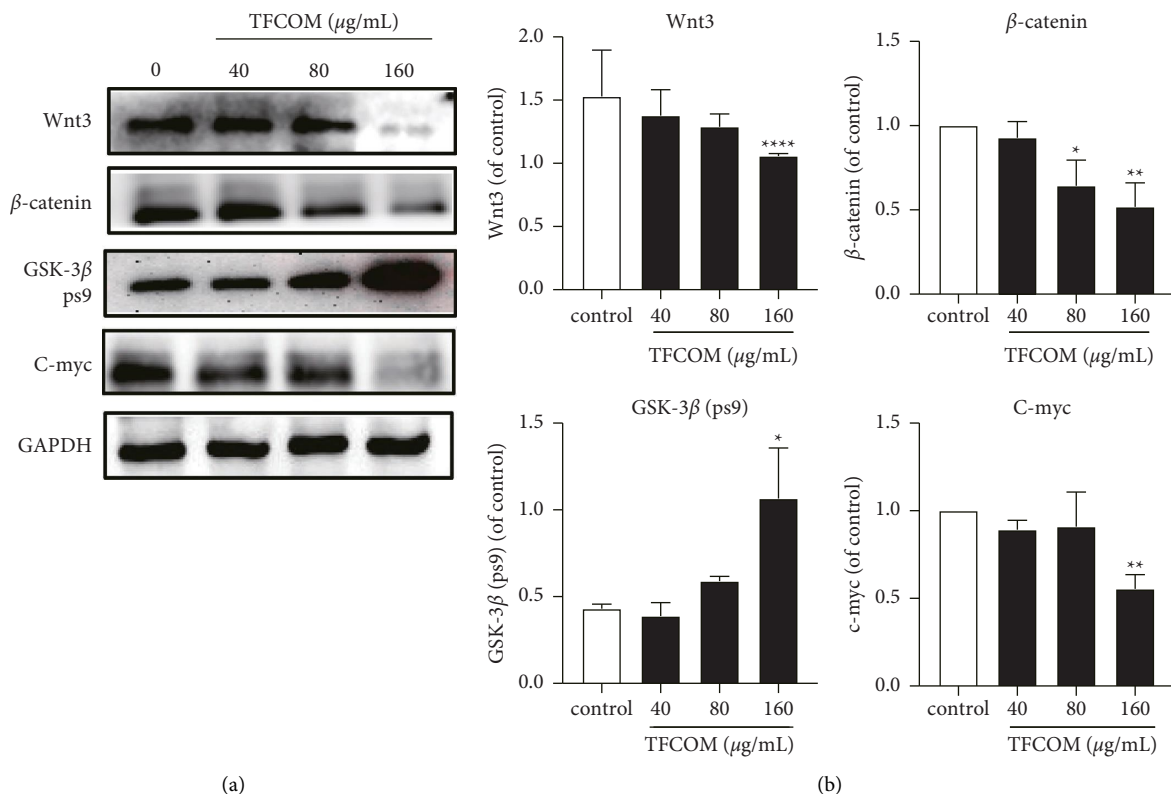 TFCOM (μg/mL)
0 40 80 160
Wnt3
β-catenin
GSK-3β
ps9
C-myc
GAPDH
(a)
Wnt3
Wnt3 (of control)
2.0
1.5
1.0
1.5
0.0
****
control 40 80 160
TFCOM (μg/mL)
β-catenin
β-catenin (of control)
1.5
1.0
0.5
0.0
*
**
control 40 80 160
TFCOM (μg/mL)
GSK-3β (ps9)
GSK-3β (ps9) (of control)
1.5
1.0
0.5
0.0
*
control 40 80 160
TFCOM (μg/mL)
C-myc
c-myc (of control)
1.5
1.0
0.5
0.0
**
control 40 80 160
TFCOM (μg/mL)
(b)